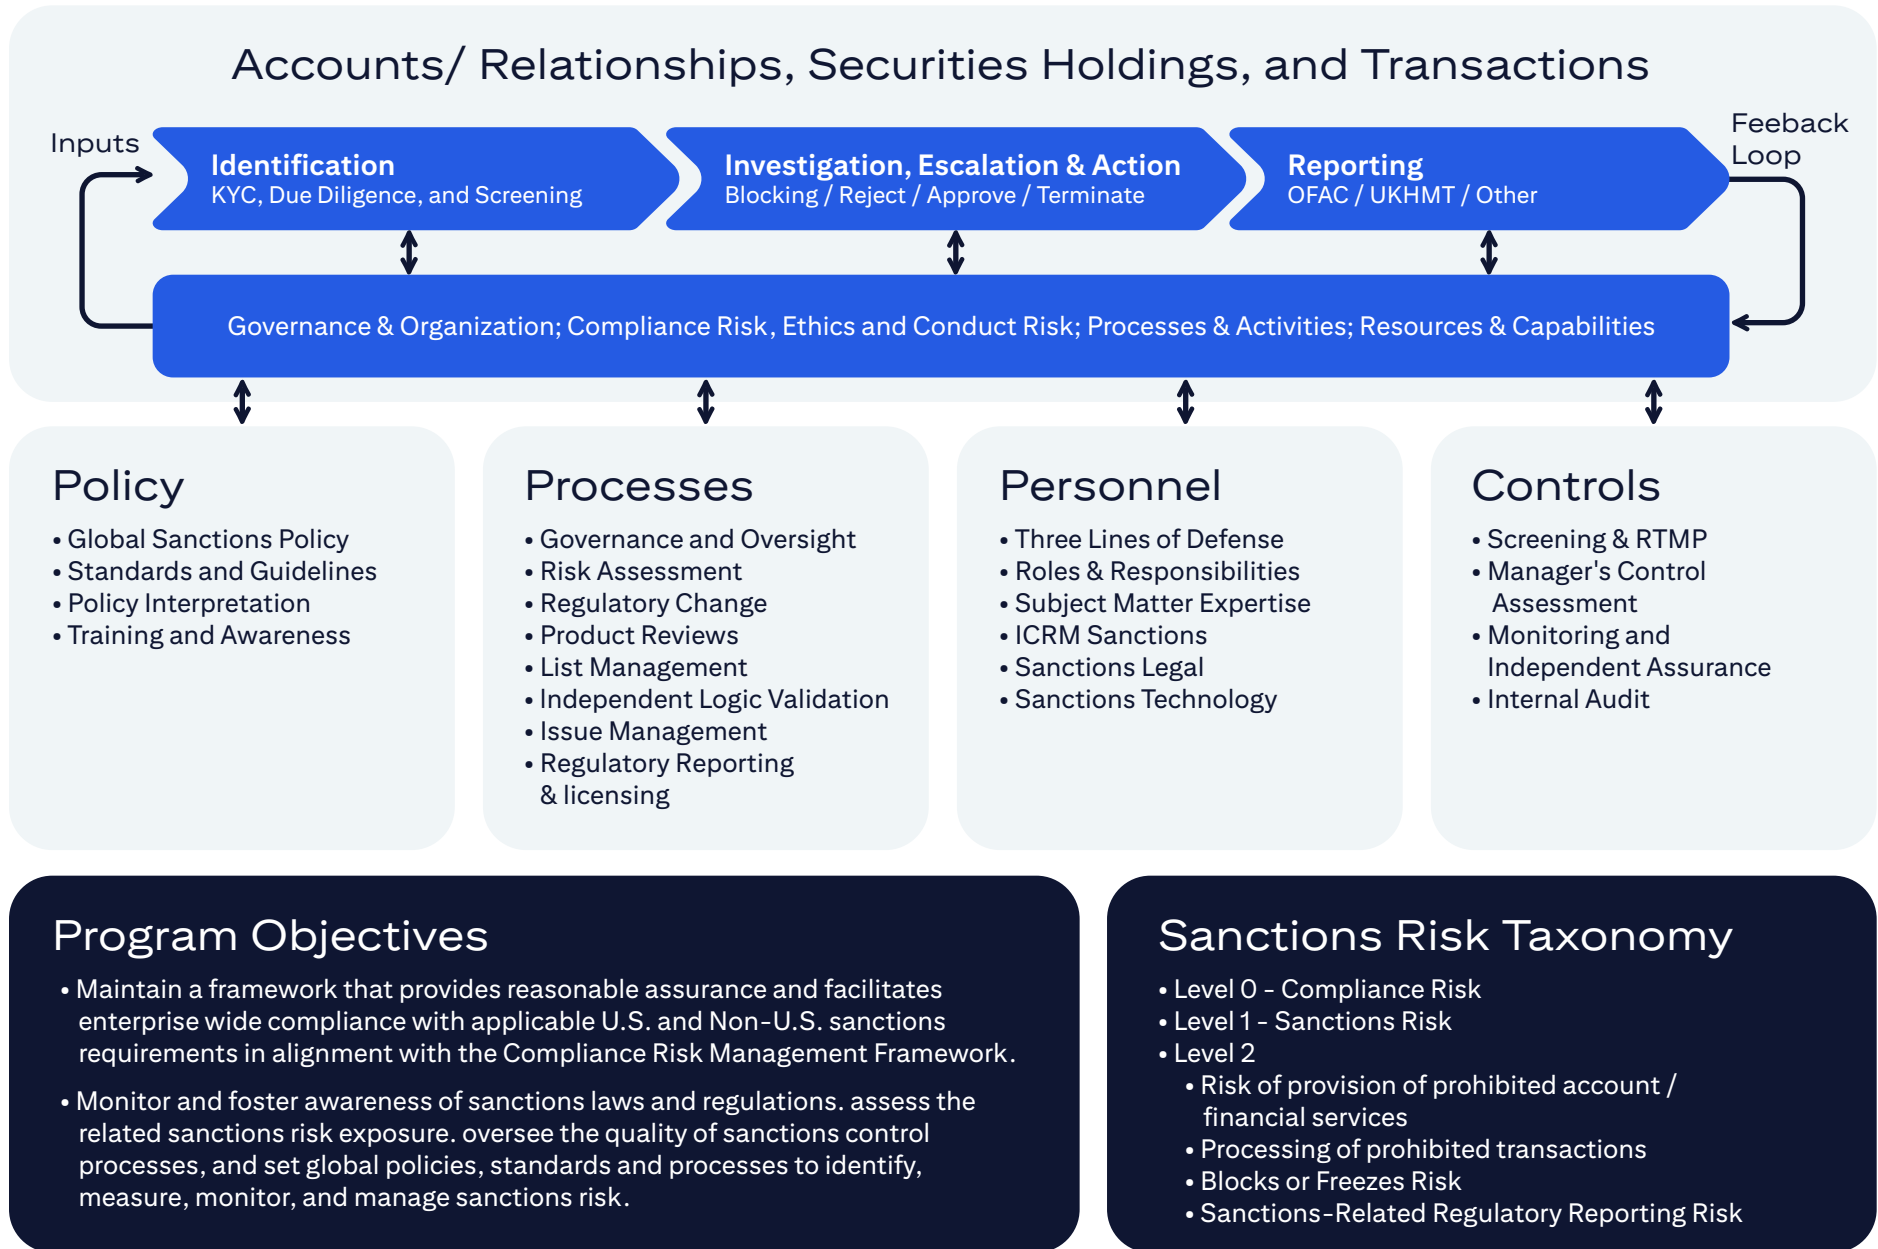 Accounts/ Relationships, Securities Holdings, and Transactions
Inputs
Identification
KYC, Due Diligence, and Screening
Investigation, Escalation & Action
Blocking / Reject / Approve / Terminate
Reporting
OFAC / UKHMT / Other
Feeback
Loop
Governance & Organization; Compliance Risk, Ethics and Conduct Risk; Processes & Activities; Resources & Capabilities
Policy
• Global Sanctions Policy
• Standards and Guidelines
• Policy Interpretation
• Training and Awareness
Processes
• Governance and Oversight
• Risk Assessment
• Regulatory Change
• Product Reviews
• List Management
• Independent Logic Validation
• Issue Management
• Regulatory Reporting
& licensing
Personnel
• Three Lines of Defense
• Roles & Responsibilities
• Subject Matter Expertise
• ICRM Sanctions
• Sanctions Legal
• Sanctions Technology
Controls
• Screening & RTMP
• Manager's Control
Assessment
• Monitoring and
Independent Assurance
• Internal Audit
Program Objectives
• Maintain a framework that provides reasonable assurance and facilitates
enterprise wide compliance with applicable U.S. and Non-U.S. sanctions
requirements in alignment with the Compliance Risk Management Framework.
• Monitor and foster awareness of sanctions laws and regulations. assess the
related sanctions risk exposure. oversee the quality of sanctions control
processes, and set global policies, standards and processes to identify,
measure, monitor, and manage sanctions risk.
Sanctions Risk Taxonomy
• Level 0 - Compliance Risk
• Level 1 - Sanctions Risk
• Level 2
• Risk of provision of prohibited account /
financial services
• Processing of prohibited transactions
• Blocks or Freezes Risk
• Sanctions-Related Regulatory Reporting Risk